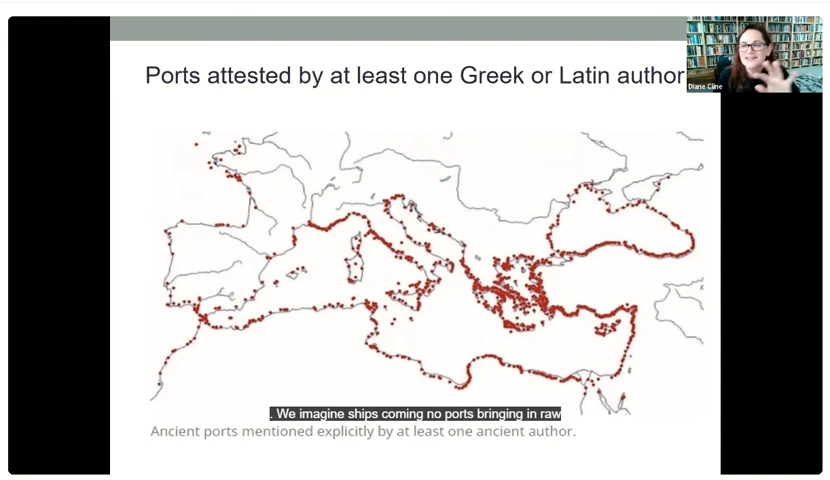 Ports attested by at least one Greek or Latin author
Diane Cline
. We imagine ships coming no ports bringing in raw
Ancient ports mentioned explicitly by at least one ancient author.